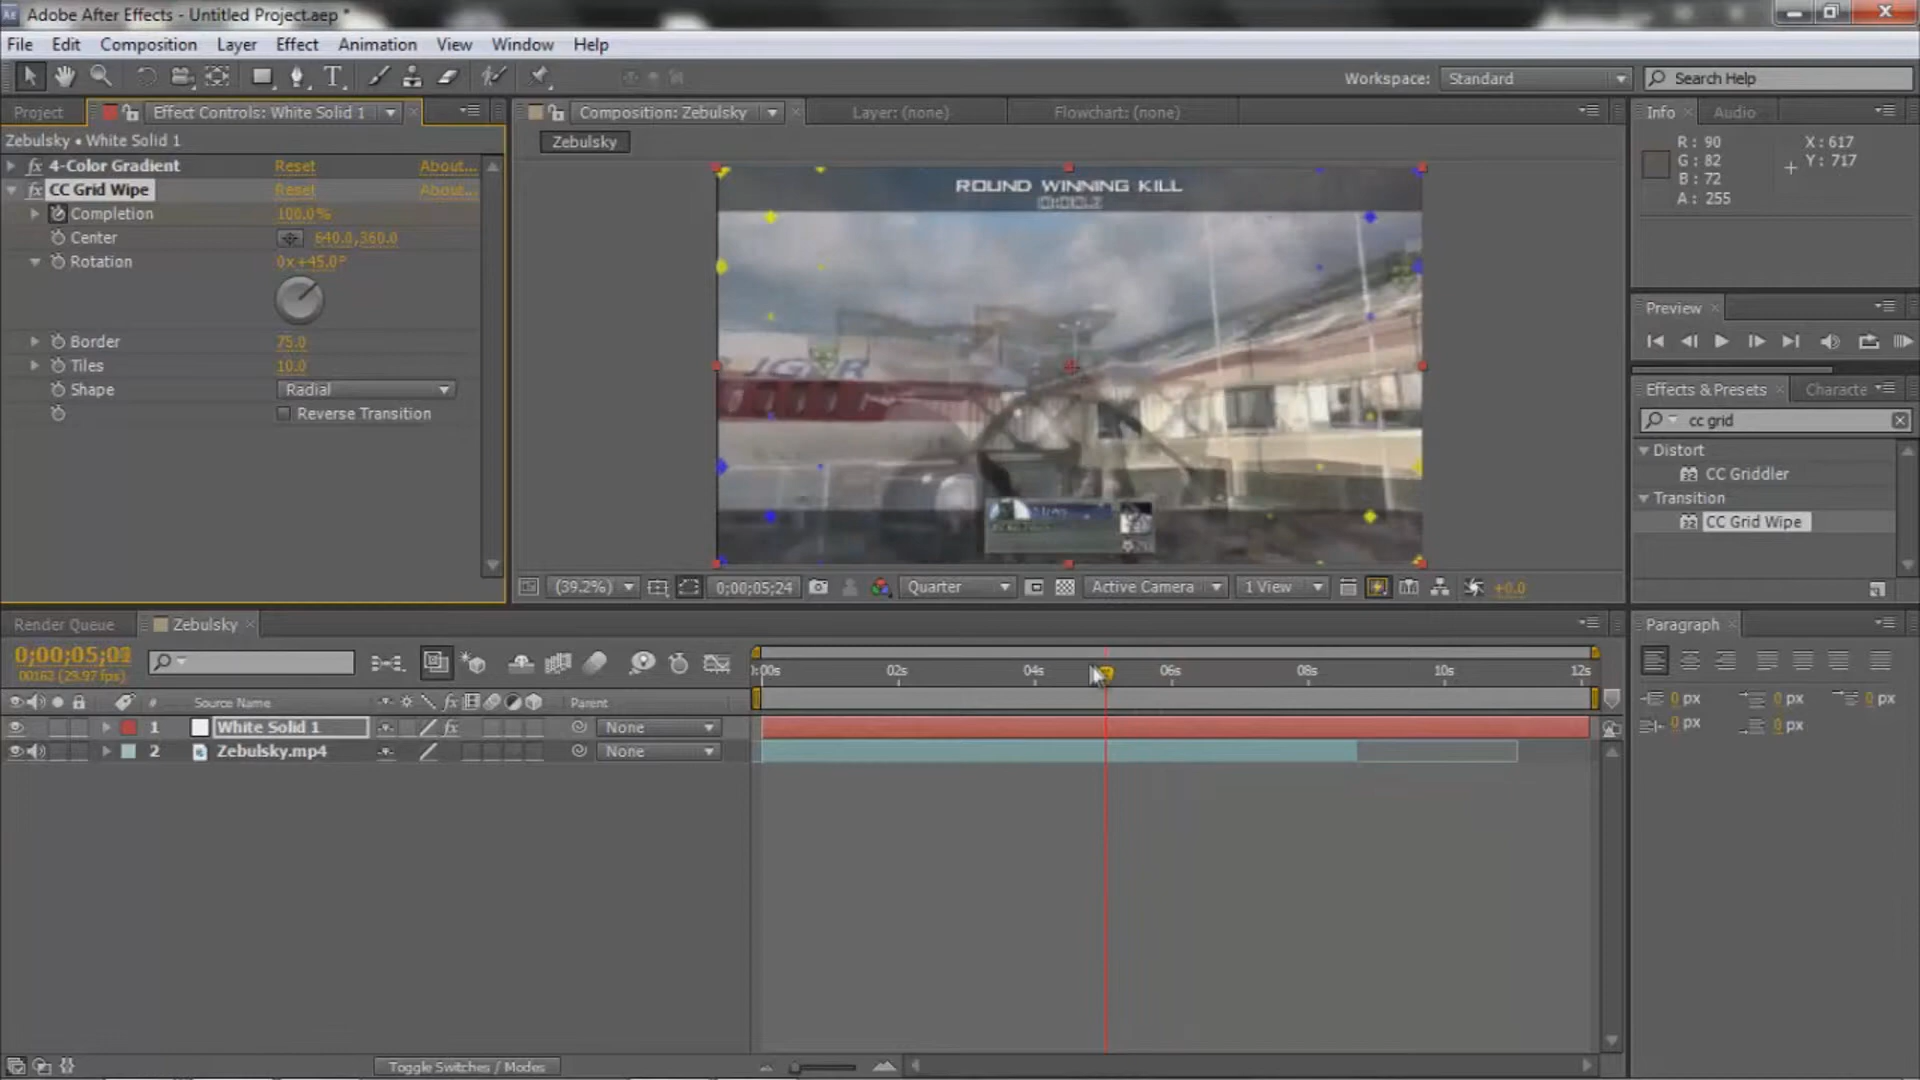 Adobe After Effects - Untitled Project.aep *
File Edit Composition Layer Effect Animation View Window Help
Workspace: Standard Search Help
Project Effect Controls: White Solid 1 Composition: Zebulsky Layer: (none) Flowchart: (none) Info Audio
Zebulsky • White Solid 1
Zebulsky
R: 90 X: 617
G: 82 Y: 717
B: 72
A: 255
4-Color Gradient Reset About...
CC Grid Wipe Reset About...
Completion 100.0%
Center 640.0,360.0
Rotation 0x+45.0°
Border 75.0
Tiles 10.0
Shape Radial
Reverse Transition
ROUND WINNING KILL
Preview
Effects & Presets Characte
cc grid
Distort
CC Griddler
Transition
CC Grid Wipe
(39.2%) 0;00;05;24 Quarter Active Camera 1 View +0.0
Render Queue Zebulsky
Paragraph
00162 (29.97 fps)
:00s 02s 04s 06s 08s 10s 12s
# Source Name Parent
1 White Solid 1 None
2 Zebulsky.mp4 None
0 px 0 px 0 px
0 px 0 px
Toggle Switches / Modes